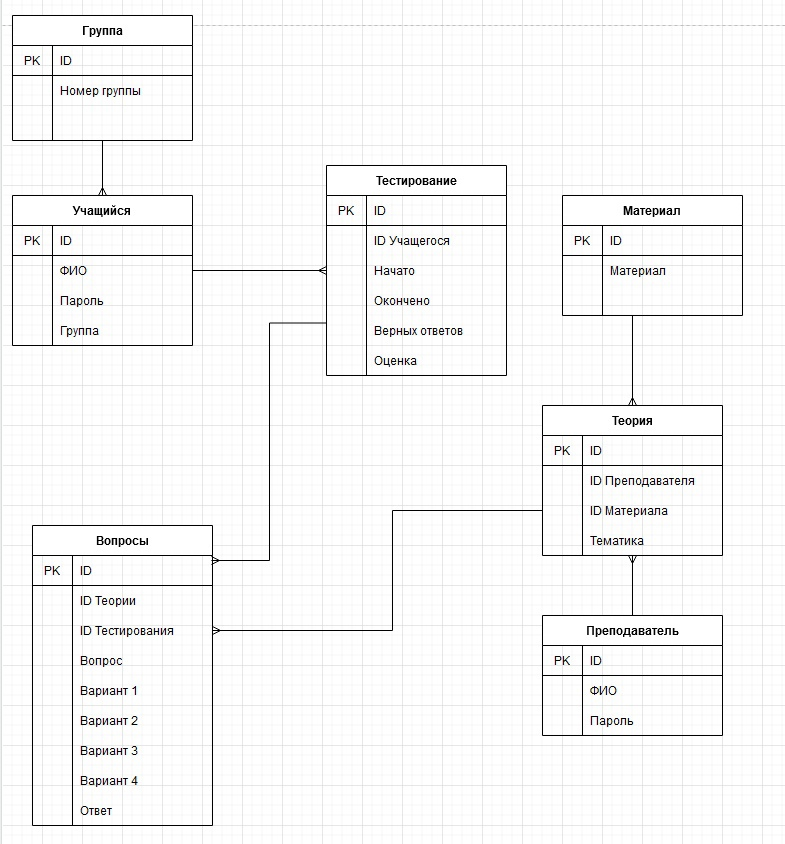 Группа
PK ID
Номер группы
Учащийся
PK ID
ФИО
Пароль
Группа
Тестирование
PK ID
ID Учащегося
Начато
Окончено
Верных ответов
Оценка
Материал
PK ID
Материал
Теория
PK ID
ID Преподавателя
ID Материала
Тематика
Вопросы
PK ID
ID Теории
ID Тестирования
Вопрос
Вариант 1
Вариант 2
Вариант 3
Вариант 4
Ответ
Преподаватель
PK ID
ФИО
Пароль